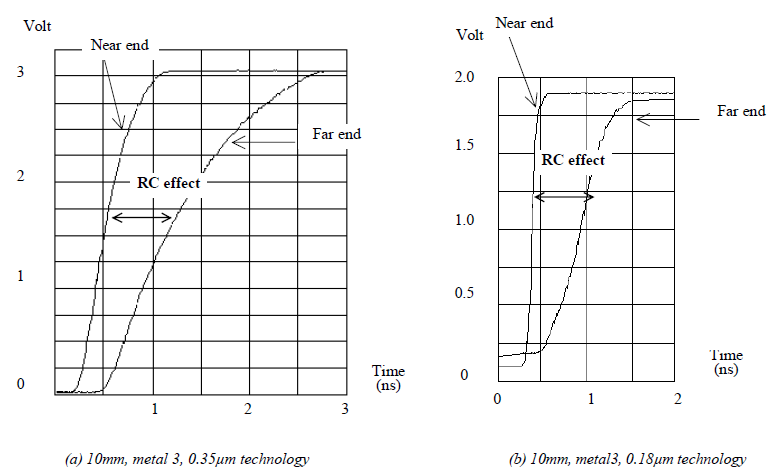 Volt
Near end
3
Far end
RC effect
2
1
0
Time
(ns)
1
2
3
(a) 10mm, metal 3, 0.35µm technology
Near end
Volt
2.0
Far end
1.5
RC effect
1.0
0.5
0
Time
(ns)
0
1
2
(b) 10mm, metal3, 0.18µm technology